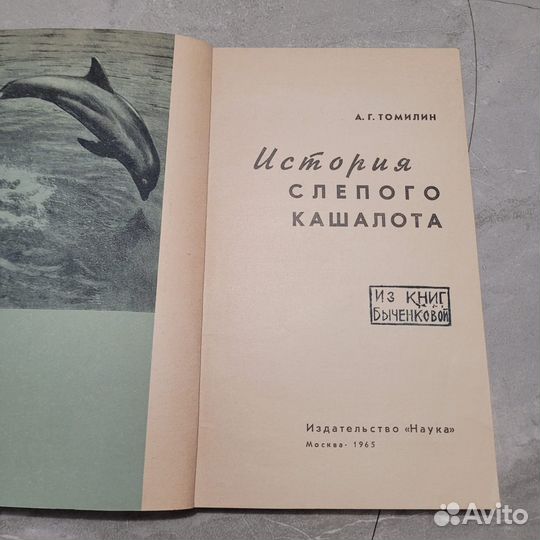 А. Г. ТОМИЛИН
История
СЛЕПОГО
КАШАЛОТА
ИЗ КНИГ
БЫЧЕНКОВОЙ
Издательство «Наука»
Москва · 1965
Avito